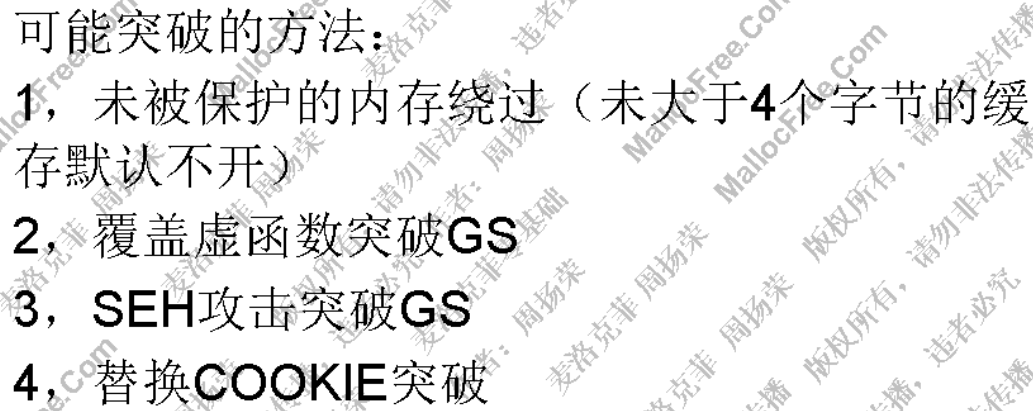 可能突破的方法：
1，未被保护的内存绕过（未大于4个字节的缓
存默认不开）
2，覆盖虚函数突破GS
3，SEH攻击突破GS
4，替换COOKIE突破